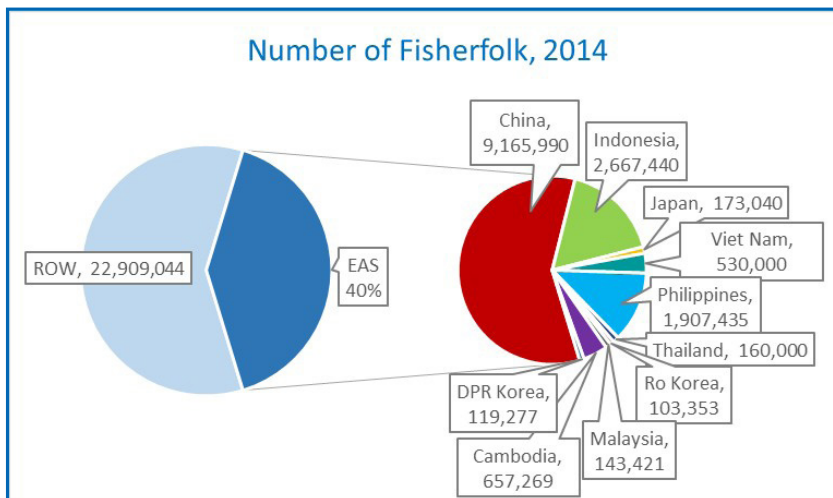 Number of Fisherfolk, 2014
ROW, 22,909,044
EAS
40%
China,
9,165,990
Indonesia,
2,667,440
Japan, 173,040
Viet Nam,
530,000
Philippines,
1,907,435
Thailand, 160,000
Ro Korea,
103,353
Malaysia,
143,421
Cambodia,
657,269
DPR Korea,
119,277